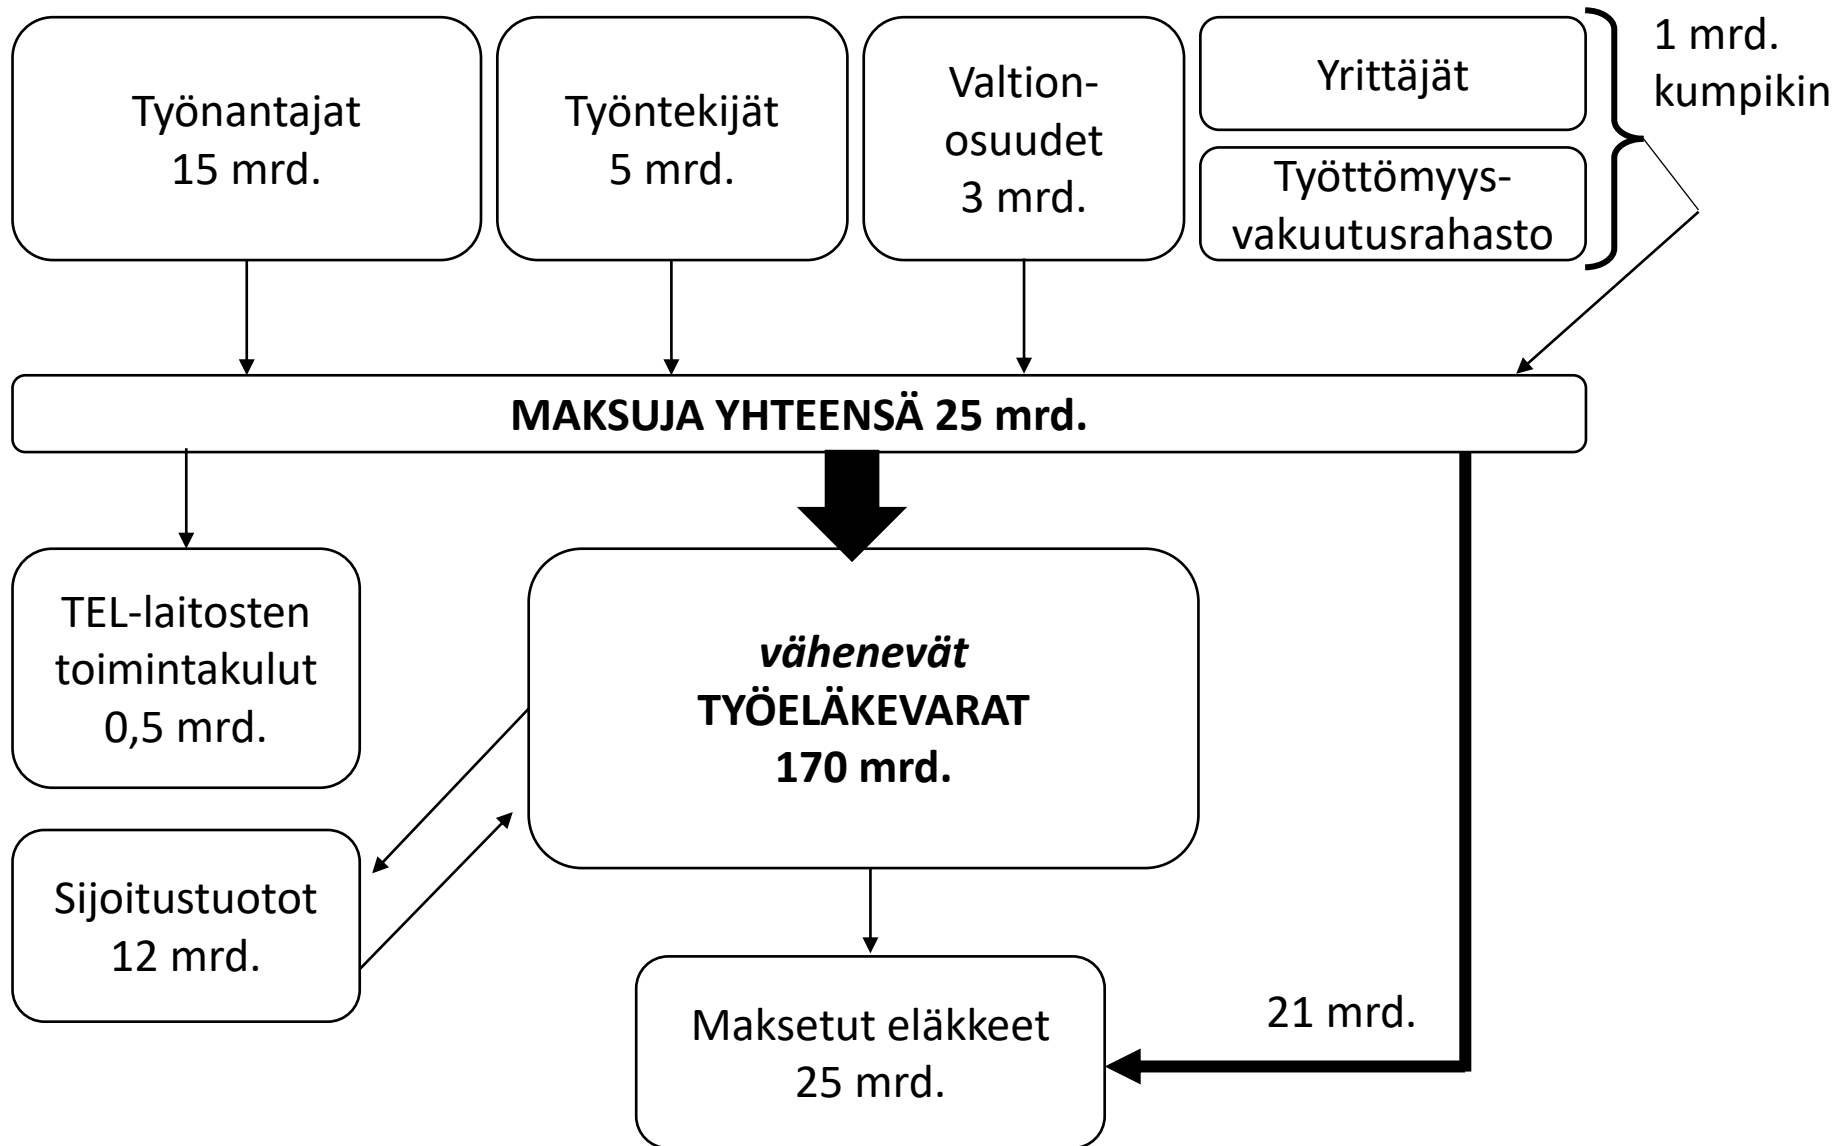 Työnantajat
15 mrd.
Työntekijät
5 mrd.
Valtion-
osuudet
3 mrd.
Yrittäjät
Työttömyys-
vakuutusrahasto
1 mrd.
kumpikin
MAKSUJA YHTEENSÄ 25 mrd.
TEL-laitosten
toimintakulut
0,5 mrd.
vähenevät
TYÖELÄKEVARAT
170 mrd.
Sijoitustuotot
12 mrd.
Maksetut eläkkeet
25 mrd.
21 mrd.